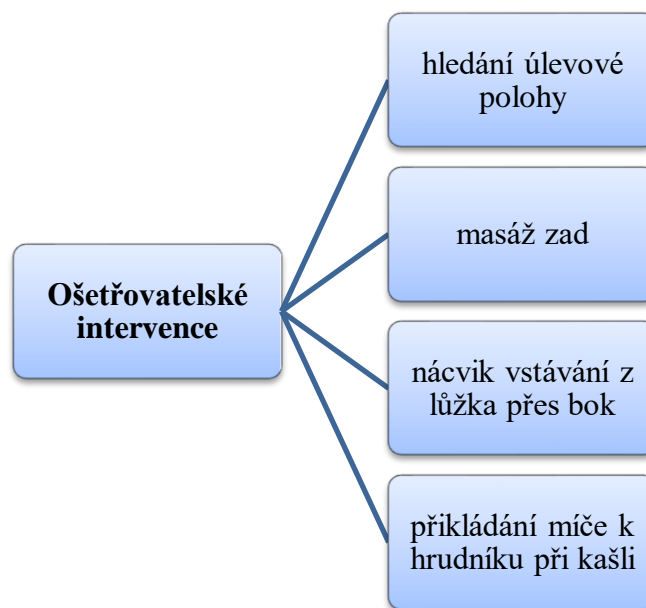 Ošetřovatelské
intervence
hledání úlevové
polohy
masáž zad
nácvik vstávání z
lůžka přes bok
přikládání míče k
hrudníku při kašli